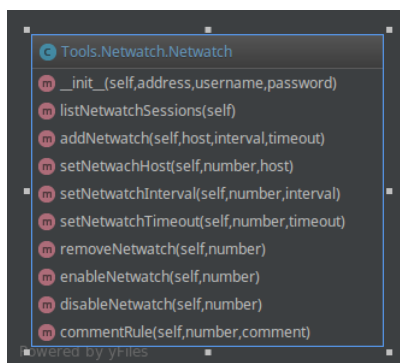 C Tools.Netwatch.Netwatch
m __init__(self,address,username,password)
m listNetwatchSessions(self)
m addNetwatch(self,host,interval,timeout)
m setNetwachHost(self,number,host)
m setNetwatchInterval(self,number,interval)
m setNetwatchTimeout(self,number,timeout)
m removeNetwatch(self,number)
m enableNetwatch(self,number)
m disableNetwatch(self,number)
m commentRule(self,number,comment)
Powered by yFiles